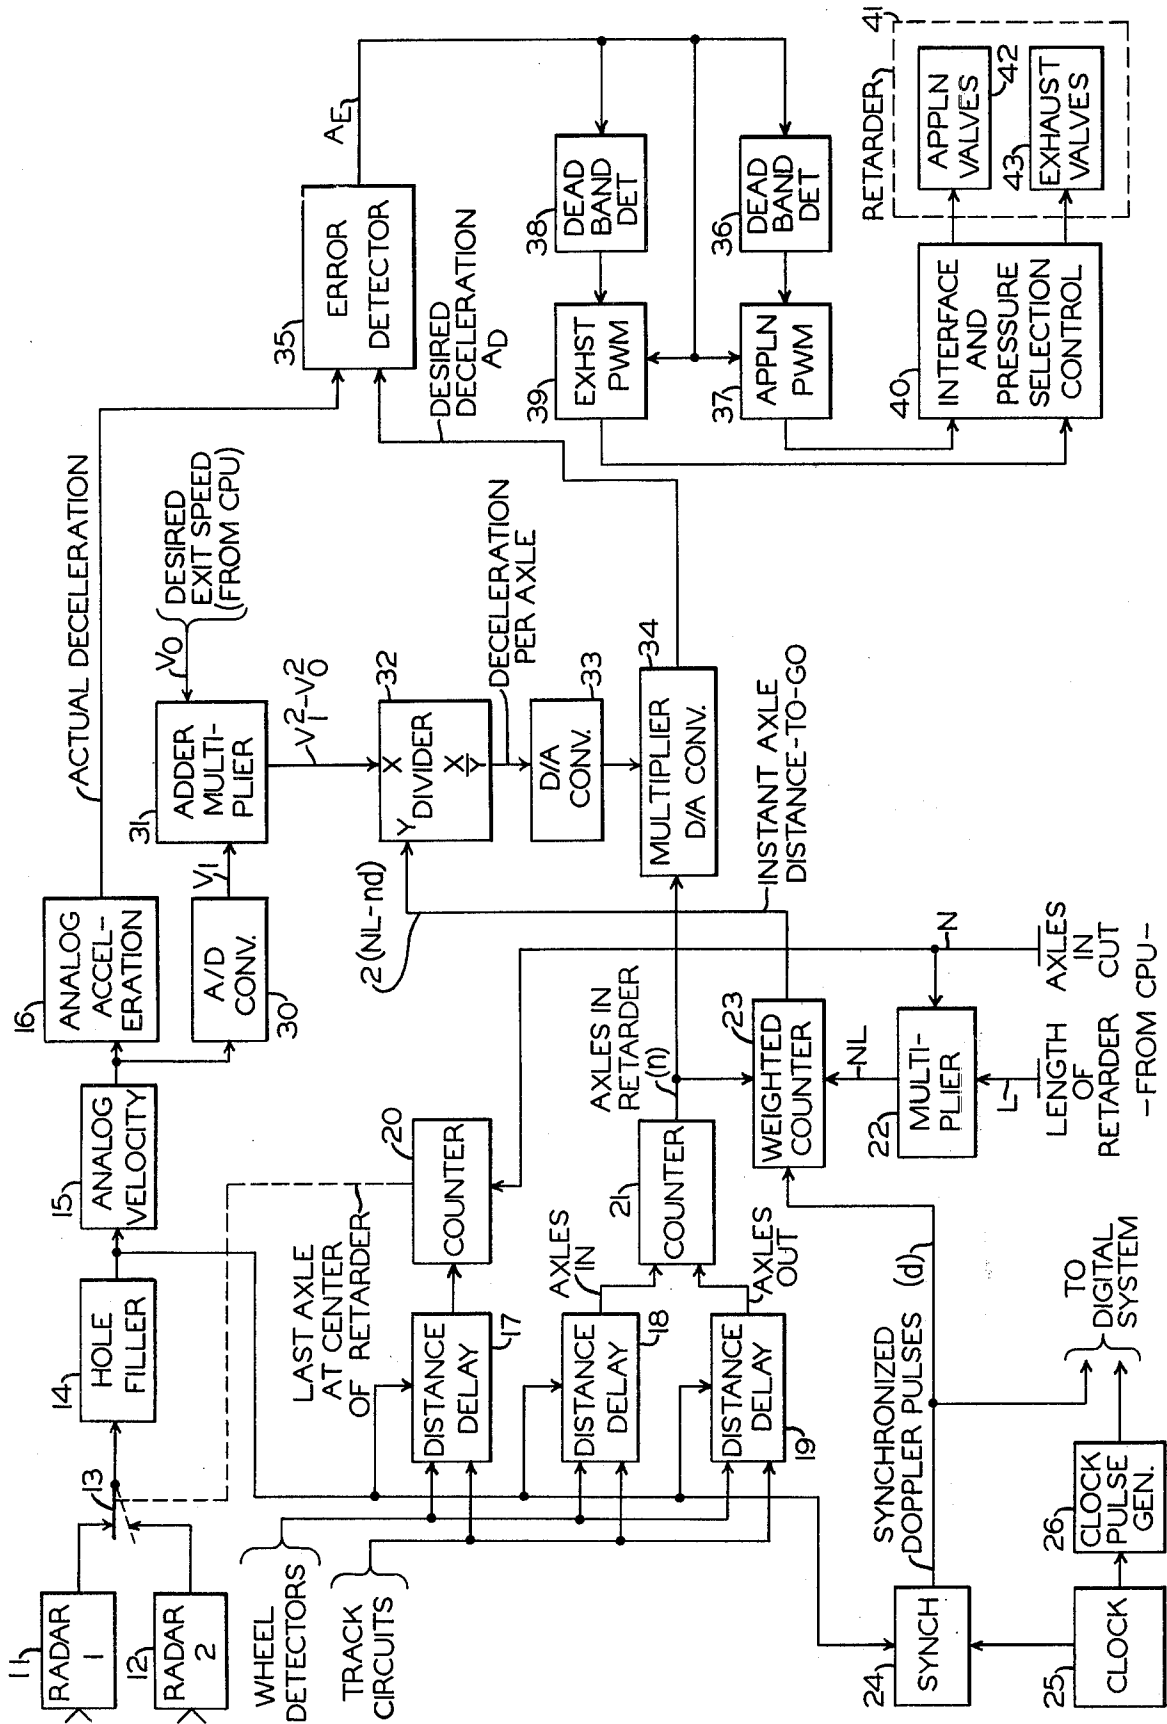 11
RADAR
1
12
RADAR
2
13
14
HOLE
FILLER
15
ANALOG
VELOCITY
16
ANALOG
ACCEL-
ERATION
ACTUAL DECELERATION
30
A/D
CONV.
V1
31
ADDER
MULTI-
PLIER
VO
DESIRED
EXIT SPEED
(FROM CPU)
V₁²-V₀²
35
ERROR
DETECTOR
AE
WHEEL
DETECTORS
TRACK
CIRCUITS
LAST AXLE
AT CENTER
OF RETARDER
17
DISTANCE
DELAY
20
COUNTER
2(NL-nd)
32
X
Y DIVIDER
X/Y
DECELERATION
PER AXLE
33
D/A
CONV.
DESIRED
DECELERATION
AD
18
DISTANCE
DELAY
AXLES
IN
19
DISTANCE
DELAY
AXLES
OUT
21
COUNTER
AXLES IN
RETARDER
(n)
34
MULTIPLIER
D/A CONV.
INSTANT AXLE
DISTANCE-TO-GO
38
DEAD
BAND
DET
39
EXHST
PWM
36
DEAD
BAND
DET
37
APPLN
PWM
23
WEIGHTED
COUNTER
NL
22
MULTI-
PLIER
L
N
LENGTH
OF
RETARDER
AXLES
IN
CUT
-FROM CPU-
SYNCHRONIZED
DOPPLER PULSES
(d)
24
SYNCH
25
CLOCK
26
CLOCK
PULSE
GEN.
TO
DIGITAL
SYSTEM
40
INTERFACE
AND
PRESSURE
SELECTION
CONTROL
RETARDER
41
APPLN
VALVES
42
43
EXHAUST
VALVES